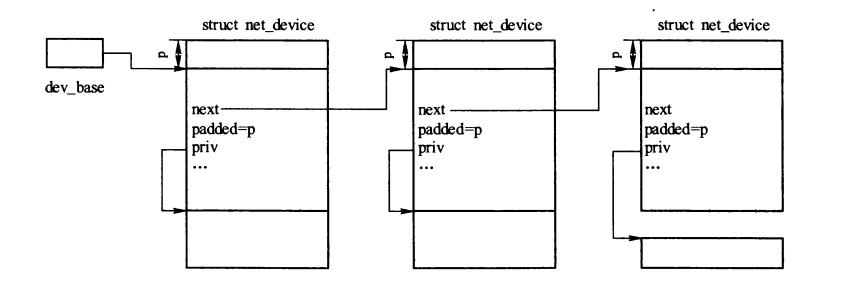 struct net_device
struct net_device
struct net_device
p
p
p
dev_base
next
padded=p
priv
...
next
padded=p
priv
...
next
padded=p
priv
...